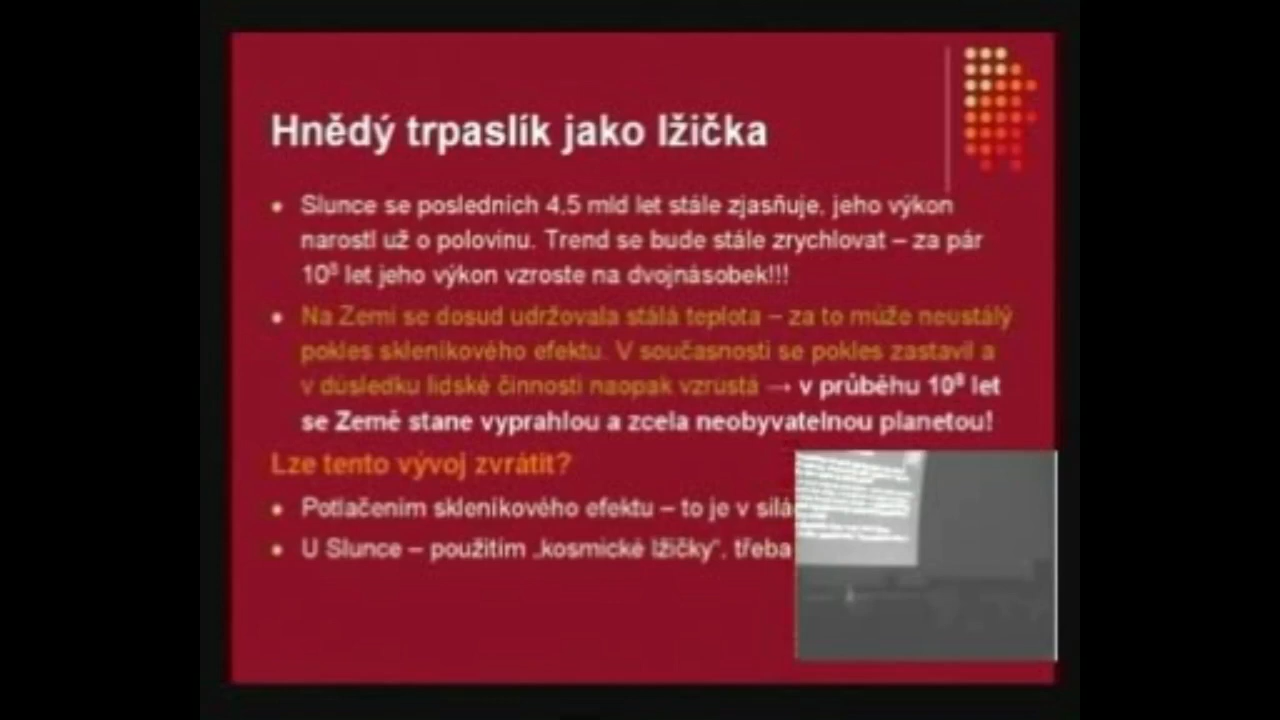 Hnědý trpaslík jako lžička
• Slunce se posledních 4,5 mld let stále zjasňuje, jeho výkon
narostl už o polovinu. Trend se bude stále zrychlovat – za pár
10⁸ let jeho výkon vzroste na dvojnásobek!!!
• Na Zemi se dosud udržovala stálá teplota – za to může neustálý
pokles skleníkového efektu. V současnosti se pokles zastavil a
v důsledku lidské činnosti naopak vzrůstá → v průběhu 10⁸ let
se Země stane vyprahlou a zcela neobyvatelnou planetou!
Lze tento vývoj zvrátit?
• Potlačením skleníkového efektu – to je v silá
• U Slunce – použitím „kosmické lžičky“, třeba